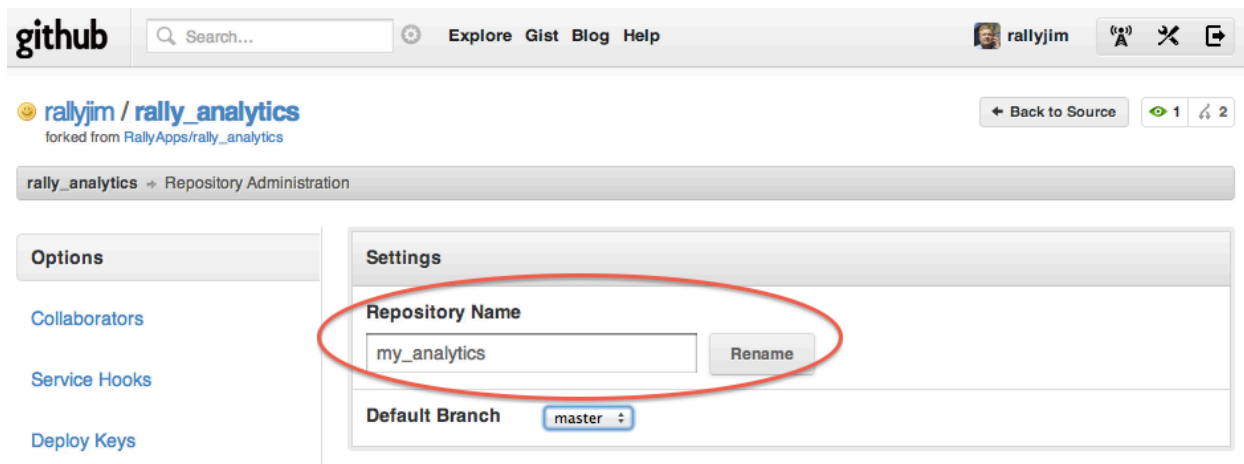 github Search... Explore Gist Blog Help rallyjim
rallyjim / rally_analytics Back to Source 1 2
forked from RallyApps/rally_analytics
rally_analytics Repository Administration
Options Settings
Repository Name
Collaborators
my_analytics Rename
Service Hooks
Default Branch master
Deploy Keys